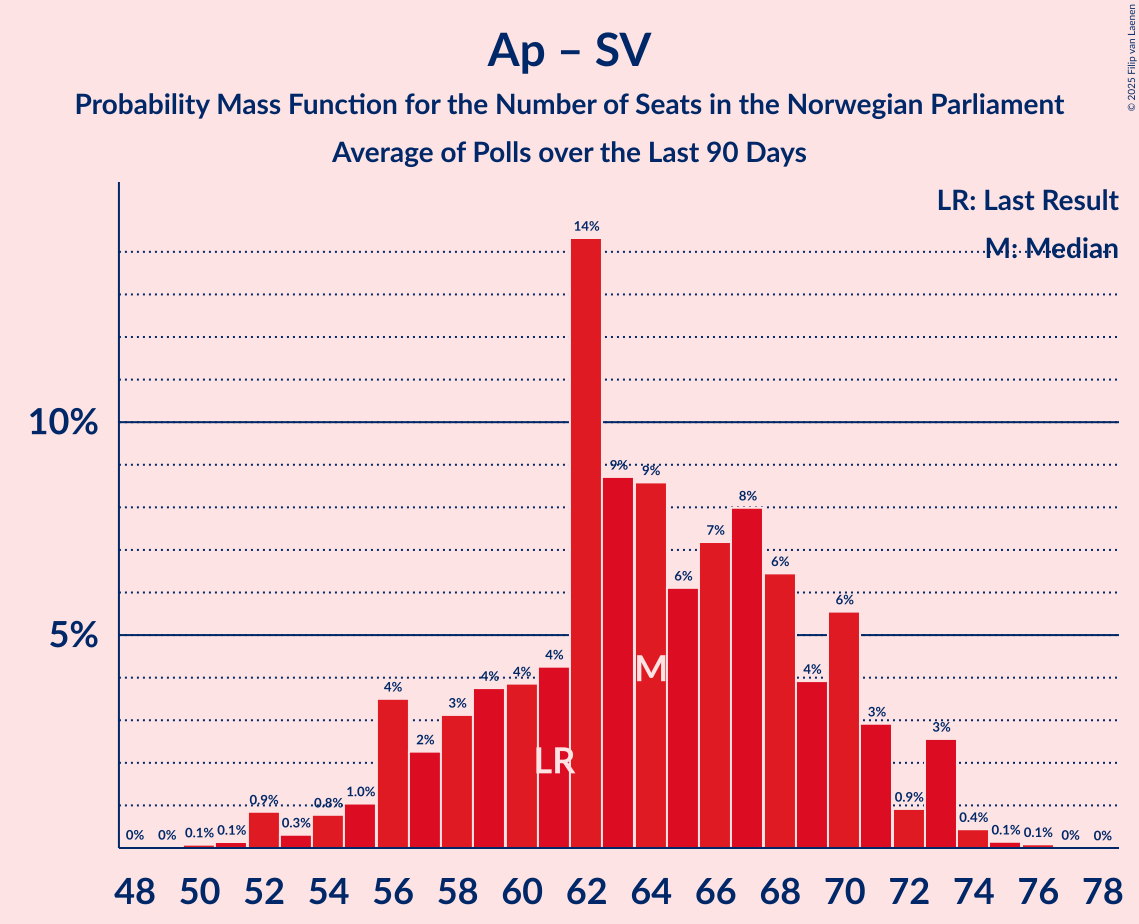 Ap – SV
Probability Mass Function for the Number of Seats in the Norwegian Parliament
Average of Polls over the Last 90 Days
© 2025 Filip van Laenen
LR: Last Result
M: Median
10%
5%
0% 0% 0.1% 0.1% 0.9% 0.3% 0.8% 1.0% 4% 2% 3% 4% 4% 4% 14% 9% 9% 6% 7% 8% 6% 4% 6% 3% 0.9% 3% 0.4% 0.1% 0.1% 0% 0%
M
LR
48 50 52 54 56 58 60 62 64 66 68 70 72 74 76 78